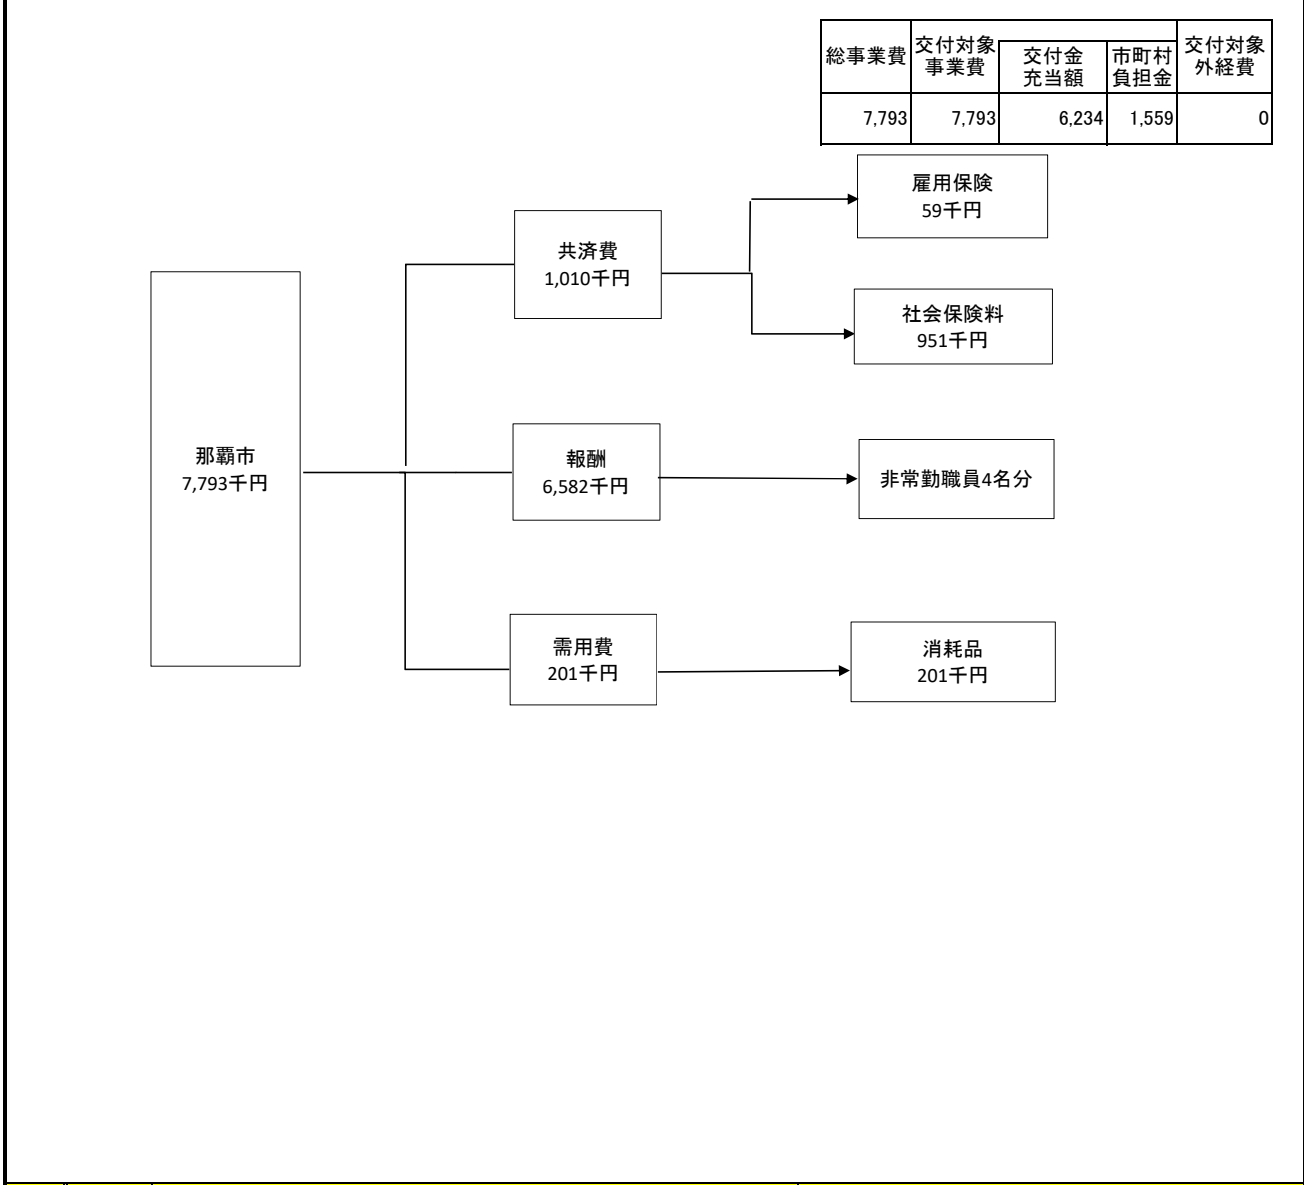 総事業費
交付対象
事業費
交付金
充当額
市町村
負担金
交付対象
外経費
7,793
7,793
6,234
1,559
0
雇用保険
59千円
共済費
1,010千円
社会保険料
951千円
那覇市
7,793千円
報酬
6,582千円
非常勤職員4名分
需用費
201千円
消耗品
201千円